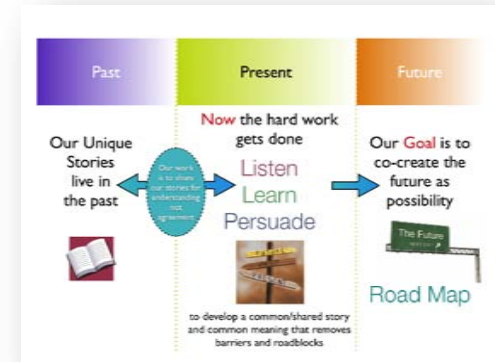 Past
Present
Future
Our Unique
Stories
live in
the past
Our work
is to share
our stories for
understanding
not
agreement
Now the hard work
gets done
Listen
Learn
Persuade
to develop a common/shared story
and common meaning that removes
barriers and roadblocks
Our Goal is to
co-create the
future as
possibility
The Future
Road Map